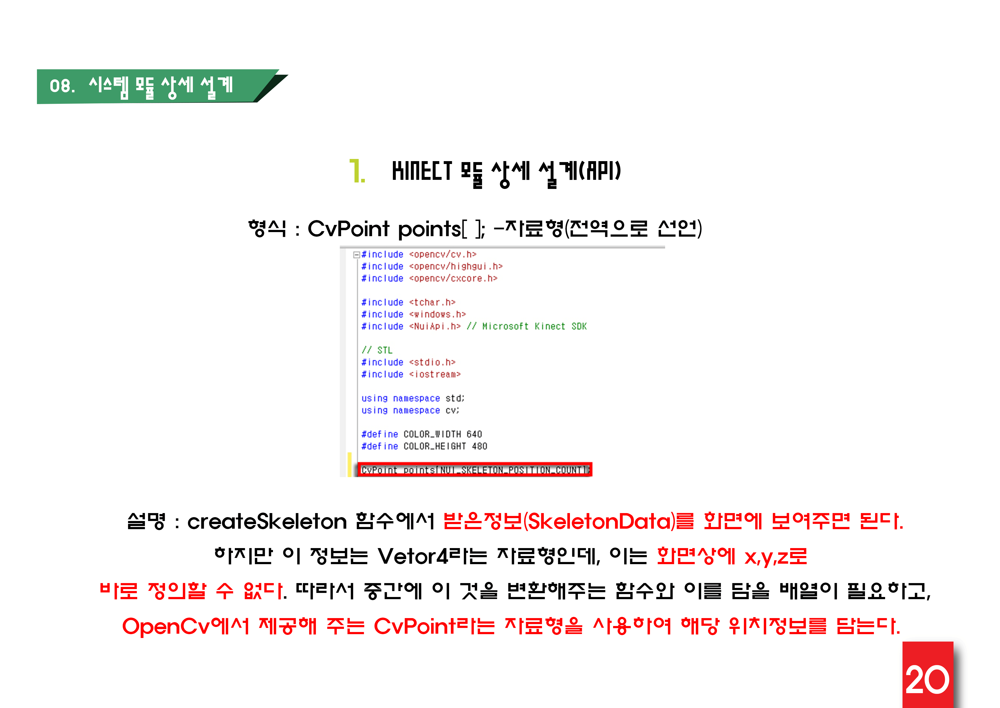 08. 시스템 모듈 상세 설계
1. KINECT 모듈 상세 설계(API)
형식 : CvPoint points[ ]; -자료형(전역으로 선언)
#include <opencv/cv.h>
#include <opencv/highgui.h>
#include <opencv/cxcore.h>
#include <tchar.h>
#include <windows.h>
#include <NuiApi.h> // Microsoft Kinect SDK
// STL
#include <stdio.h>
#include <iostream>
using namespace std;
using namespace cv;
#define COLOR_WIDTH 640
#define COLOR_HEIGHT 480
CvPoint points[NUI_SKELETON_POSITION_COUNT];
설명 : createSkeleton 함수에서 받은정보(SkeletonData)를 화면에 보여주면 된다.
하지만 이 정보는 Vetor4라는 자료형인데, 이는 화면상에 x,y,z로
바로 정의할 수 없다. 따라서 중간에 이 것을 변환해주는 함수와 이를 담을 배열이 필요하고,
OpenCv에서 제공해 주는 CvPoint라는 자료형을 사용하여 해당 위치정보를 담는다.
20